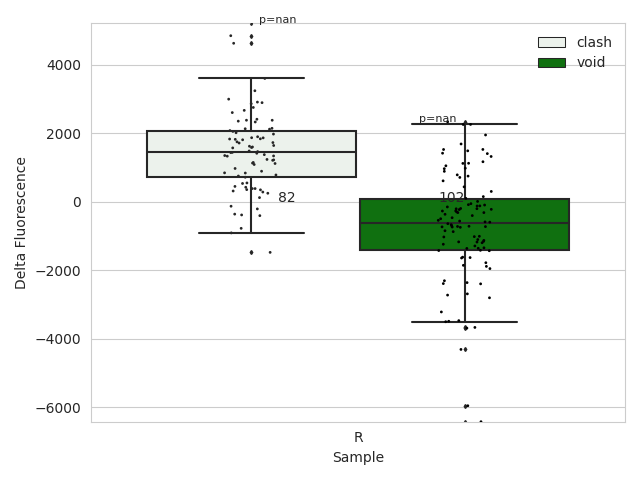 p=nan
clash
void
4000
p=nan
2000
82
102
0
−2000
−4000
−6000
Delta Fluorescence
R
Sample